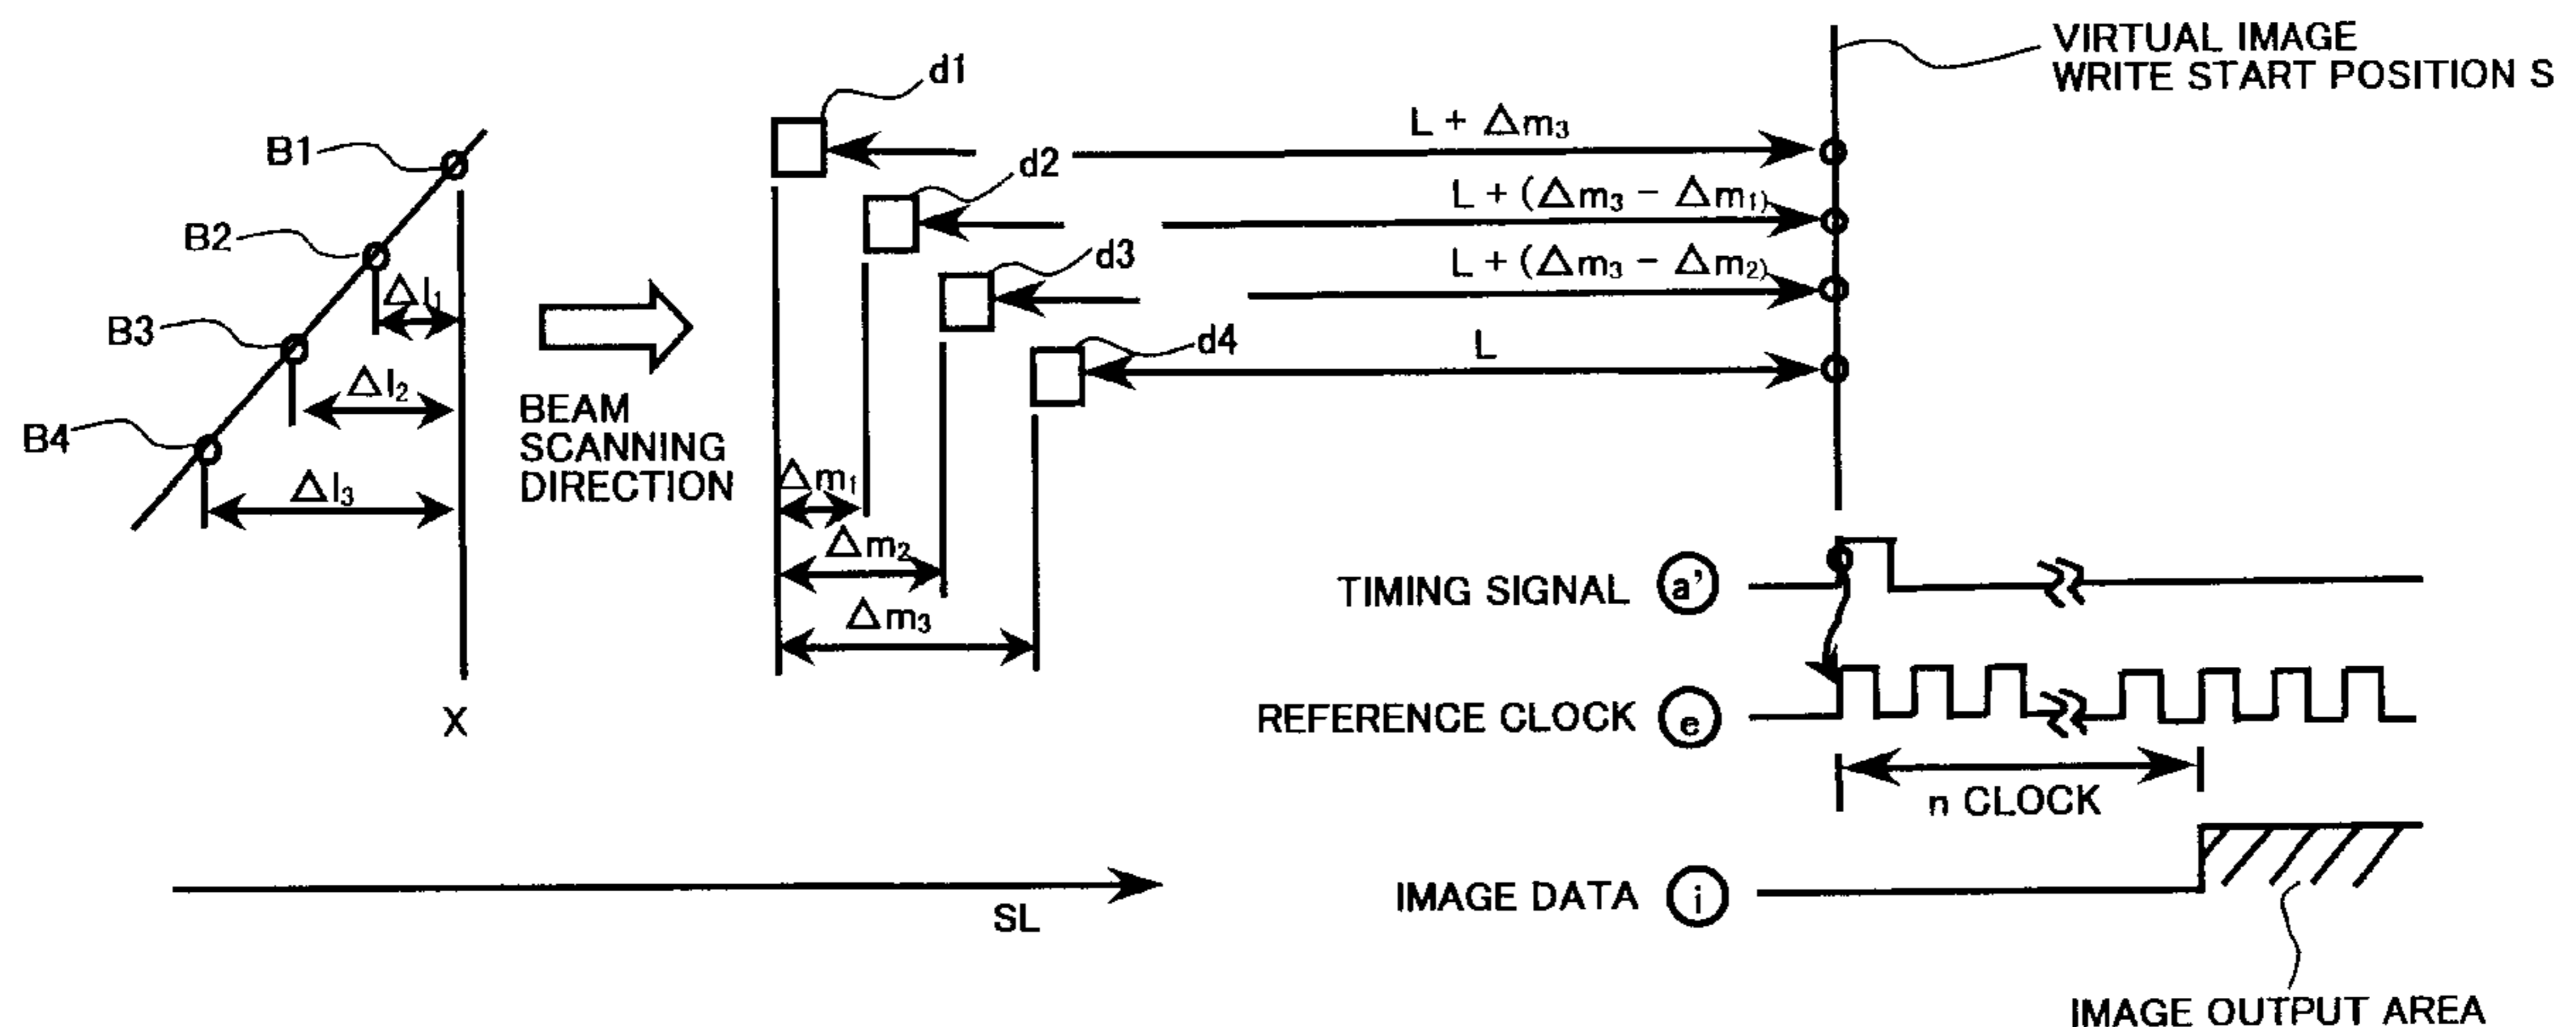 VIRTUAL IMAGE
WRITE START POSITION S
d1
L + Δm3
B1
d2
L + (Δm3 - Δm1)
B2
d3
L + (Δm3 - Δm2)
Δl1
B3
d4
L
Δl2
BEAM
SCANNING
DIRECTION
B4
Δl3
Δm1
Δm2
Δm3
TIMING SIGNAL a'
X
REFERENCE CLOCK e
n CLOCK
SL
IMAGE DATA i
IMAGE OUTPUT AREA